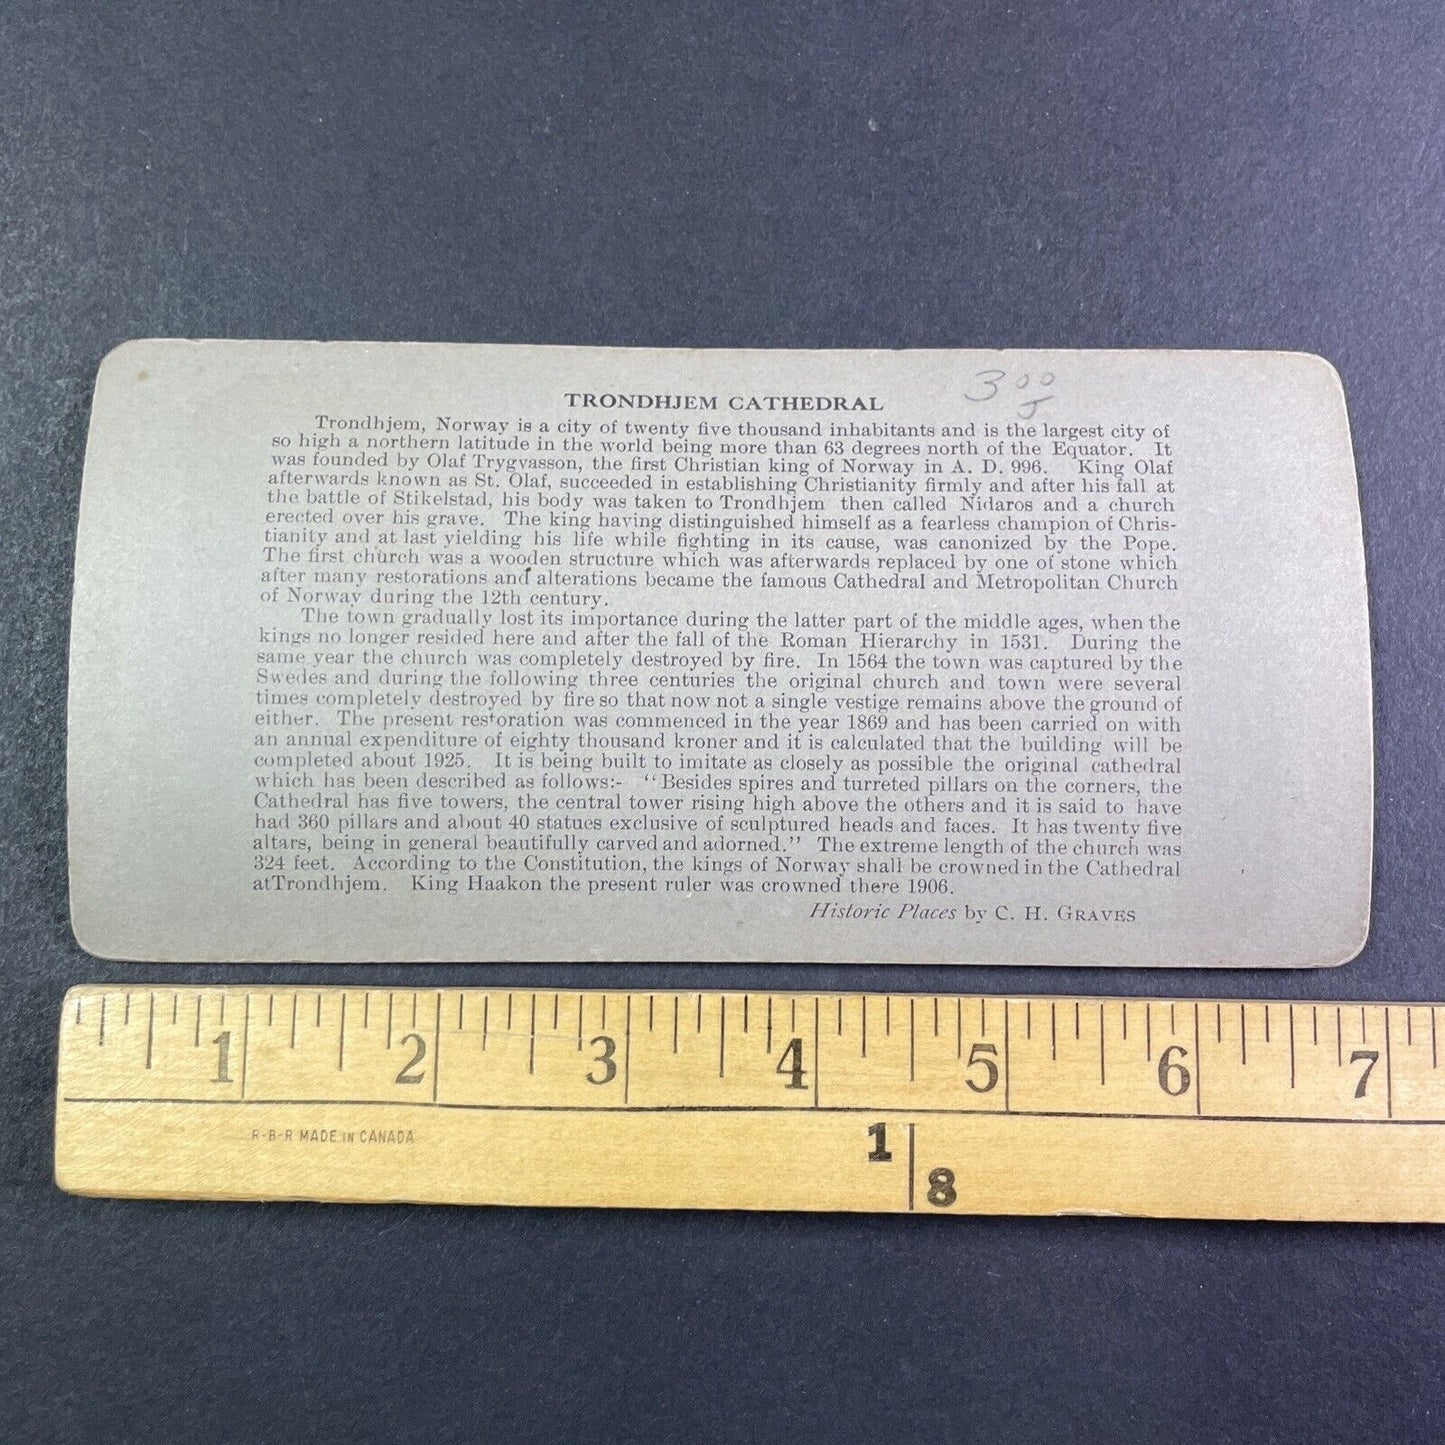 3 00
J
TRONDHJEM CATHEDRAL
Trondhjem, Norway is a city of twenty five thousand inhabitants and is the largest city of
so high a northern latitude in the world being more than 63 degrees north of the Equator. It
was founded by Olaf Trygvasson, the first Christian king of Norway in A. D. 996. King Olaf
afterwards known as St. Olaf, succeeded in establishing Christianity firmly and after his fall at
the battle of Stikelstad, his body was taken to Trondhjem then called Nidaros and a church
erected over his grave. The king having distinguished himself as a fearless champion of Chris-
tianity and at last yielding his life while fighting in its cause, was canonized by the Pope.
The first church was a wooden structure which was afterwards replaced by one of stone which
after many restorations and alterations became the famous Cathedral and Metropolitan Church
of Norway during the 12th century.
The town gradually lost its importance during the latter part of the middle ages, when the
kings no longer resided here and after the fall of the Roman Hierarchy in 1531. During the
same year the church was completely destroyed by fire. In 1564 the town was captured by the
Swedes and during the following three centuries the original church and town were several
times completely destroyed by fire so that now not a single vestige remains above the ground of
either. The present restoration was commenced in the year 1869 and has been carried on with
an annual expenditure of eighty thousand kroner and it is calculated that the building will be
completed about 1925. It is being built to imitate as closely as possible the original cathedral
which has been described as follows:- "Besides spires and turreted pillars on the corners, the
Cathedral has five towers, the central tower rising high above the others and it is said to have
had 360 pillars and about 40 statues exclusive of sculptured heads and faces. It has twenty five
altars, being in general beautifully carved and adorned." The extreme length of the church was
324 feet. According to the Constitution, the kings of Norway shall be crowned in the Cathedral
at Trondhjem. King Haakon the present ruler was crowned there 1906.
Historic Places by C. H. GRAVES
1 2 3 4 5 6 7
R-B-R MADE IN CANADA
1
8